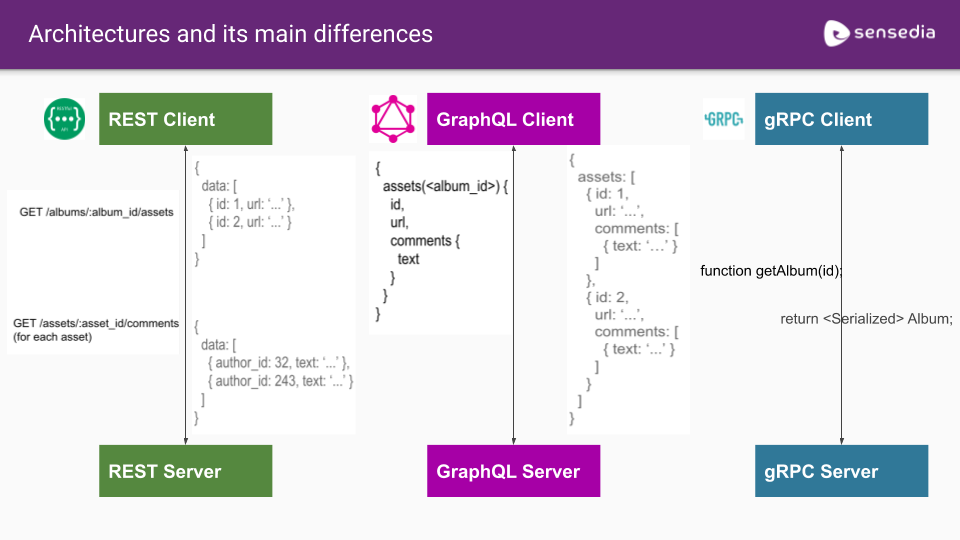 Architectures and its main differences
sensedia
REST Client
GET /albums/:album_id/assets
{
data: [
{ id: 1, url: ‘...’ },
{ id: 2, url: ‘...’ }
]
}
GET /assets/:asset_id/comments
(for each asset)
{
data: [
{ author_id: 32, text: ‘...’ },
{ author_id: 243, text: ‘...’ }
]
}
REST Server
GraphQL Client
{
assets(<album_id>) {
id,
url,
comments {
text
}
}
}
{
assets: [
{ id: 1,
url: ‘...’,
comments: [
{ text: ‘...’ }
]
},
{ id: 2,
url: ‘...’,
comments: [
{ text: ‘...’ }
]
}
]
}
GraphQL Server
GRPC
gRPC Client
function getAlbum(id);
return <Serialized> Album;
gRPC Server